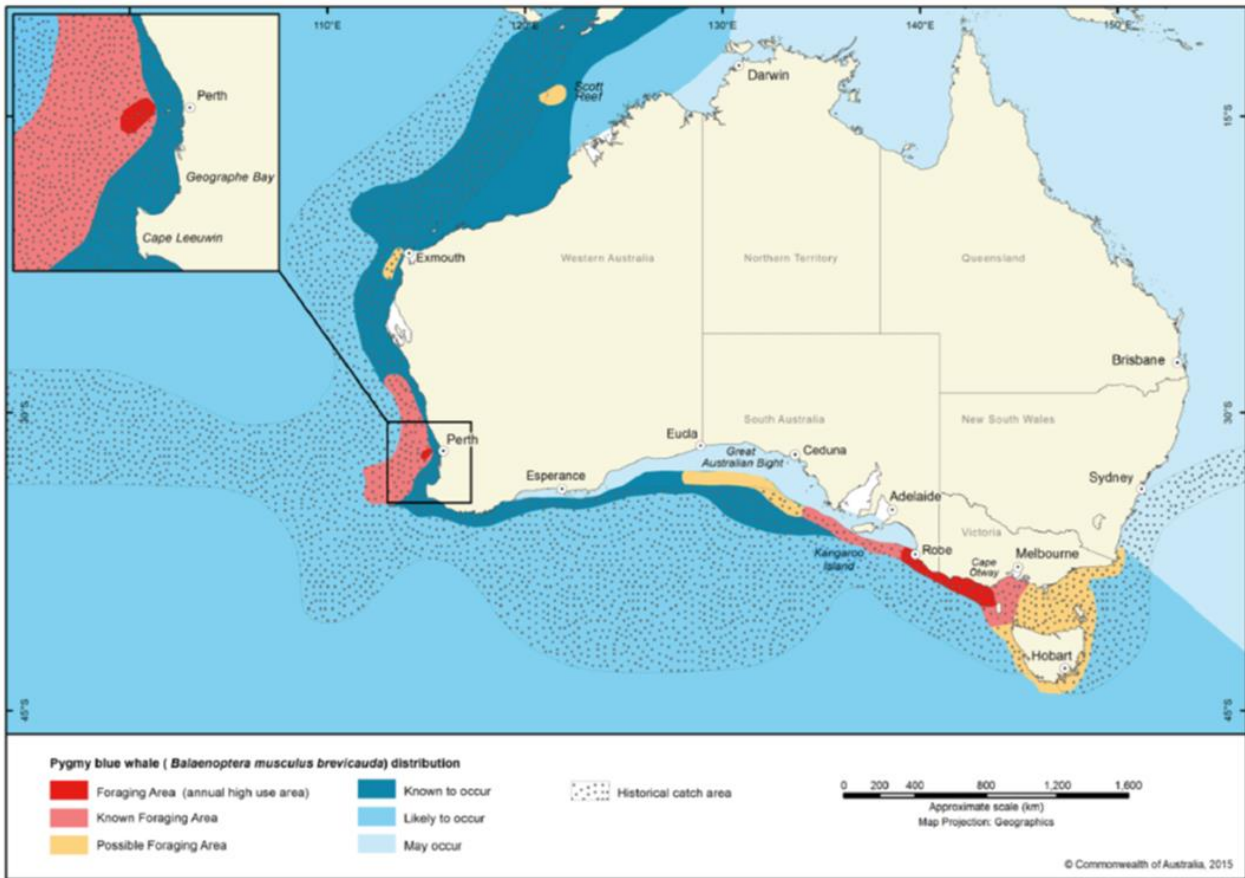 110°E
120°E
130°E
140°E
150°E
Perth
Geographe Bay
Cape Leeuwin
Scott
Reef
Darwin
15°S
15°S
Exmouth
Western Australia
Northern Territory
Queensland
Brisbane
30°S
30°S
South Australia
New South Wales
Perth
Eucla
Great
Australian Bight
Ceduna
Esperance
Sydney
Adelaide
Victoria
Kangaroo
Island
Robe
Cape
Otway
Melbourne
Hobart
45°S
45°S
Pygmy blue whale ( Balaenoptera musculus brevicauda) distribution
Foraging Area (annual high use area)
Known Foraging Area
Possible Foraging Area
Known to occur
Likely to occur
May occur
Historical catch area
0 200 400 800 1,200 1,600
Approximate scale (km)
Map Projection: Geographics
© Commonwealth of Australia, 2015